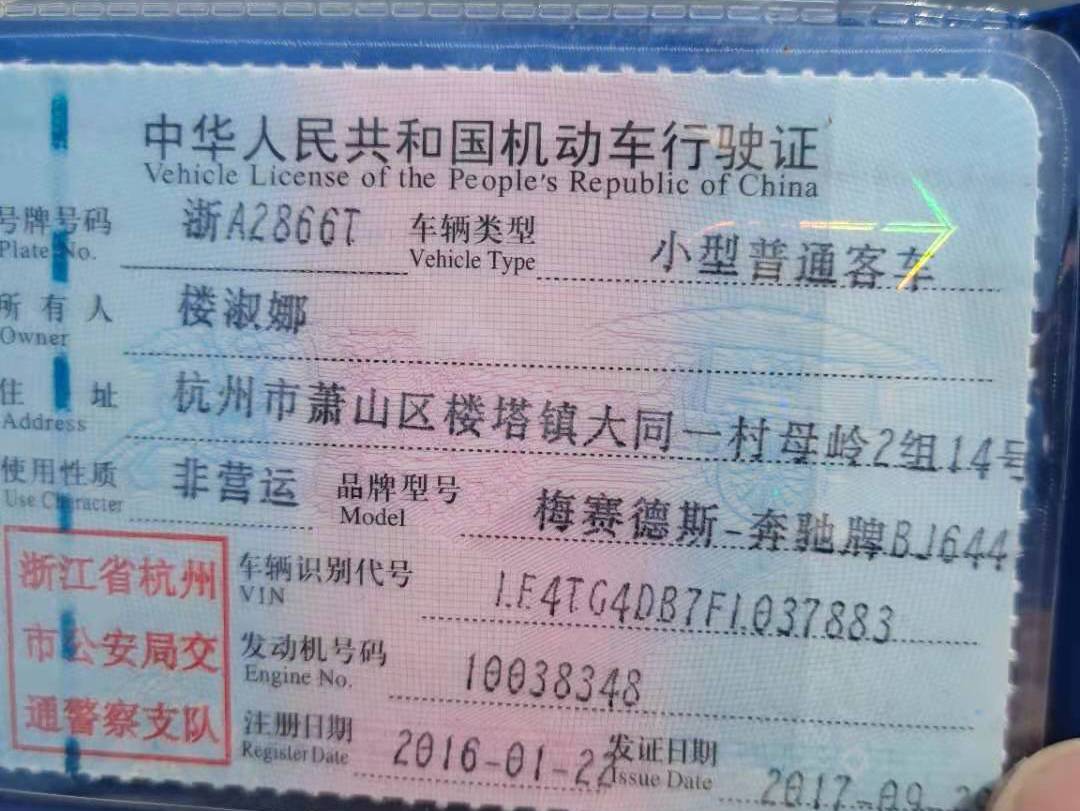 中华人民共和国机动车行驶证
Vehicle License of the People's Republic of China
号牌号码 浙A2866T 车辆类型 小型普通客车
Plate No. Vehicle Type
所有人 楼淑娜
Owner
住址 杭州市萧山区楼塔镇大同一村母岭2组14号
Address
使用性质 非营运 品牌型号 梅赛德斯-奔驰牌BJ644
Use Character Model
浙江省杭州
市公安局交
通警察支队
车辆识别代号 LE4TG4DB7FL037883
VIN
发动机号码 10038348
Engine No.
注册日期 2016-01-22 发证日期 2017-09
Register Date Issue Date